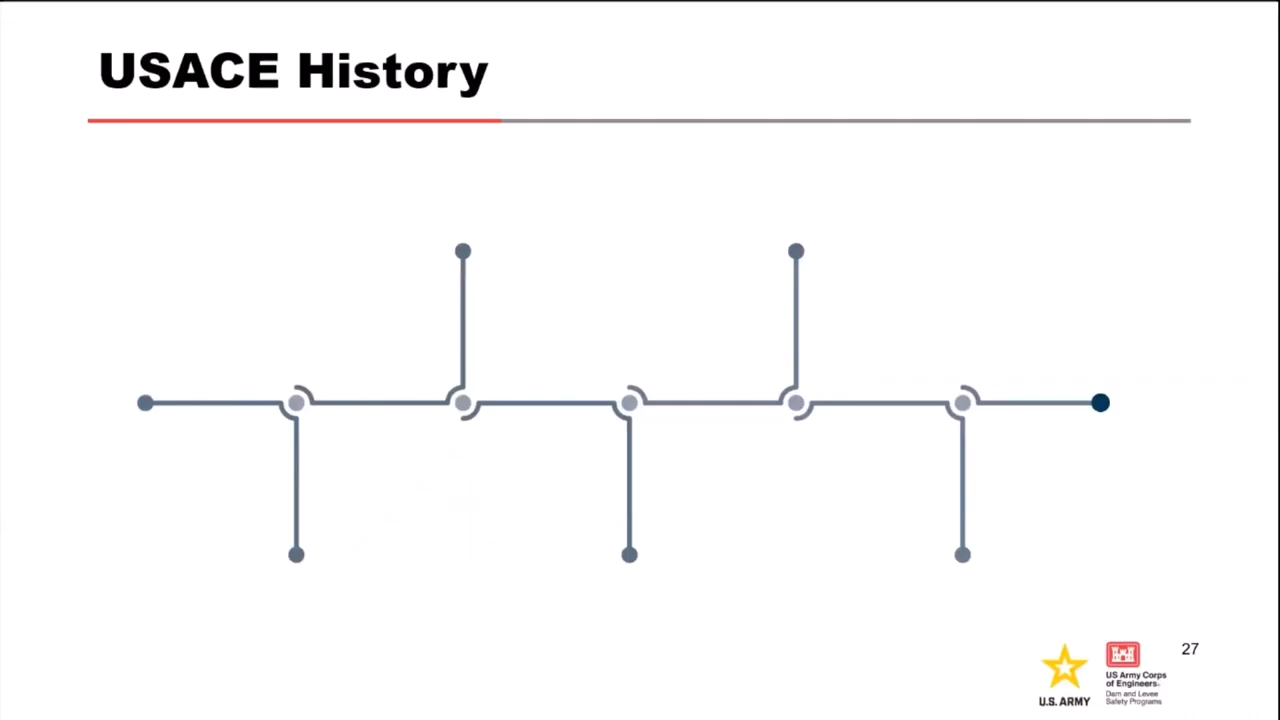 USACE History
27
U.S. ARMY
US Army Corps
of Engineers
Dam and Levee
Safety Programs